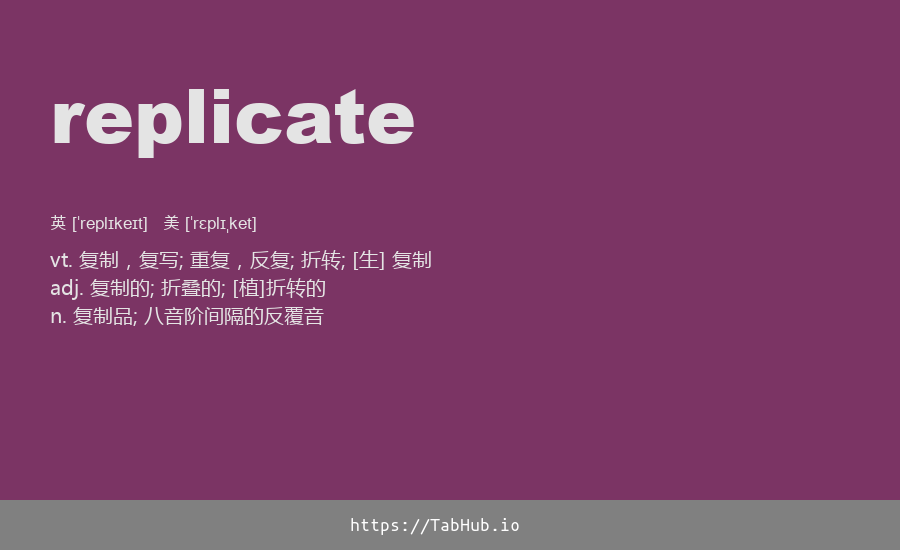 replicate
英 [ˈreplɪkeɪt]   美 [ˈrɛplɪˌket]
vt. 复制，复写; 重复，反复; 折转; [生] 复制
adj. 复制的; 折叠的; [植]折转的
n. 复制品; 八音阶间隔的反覆音
https://TabHub.io